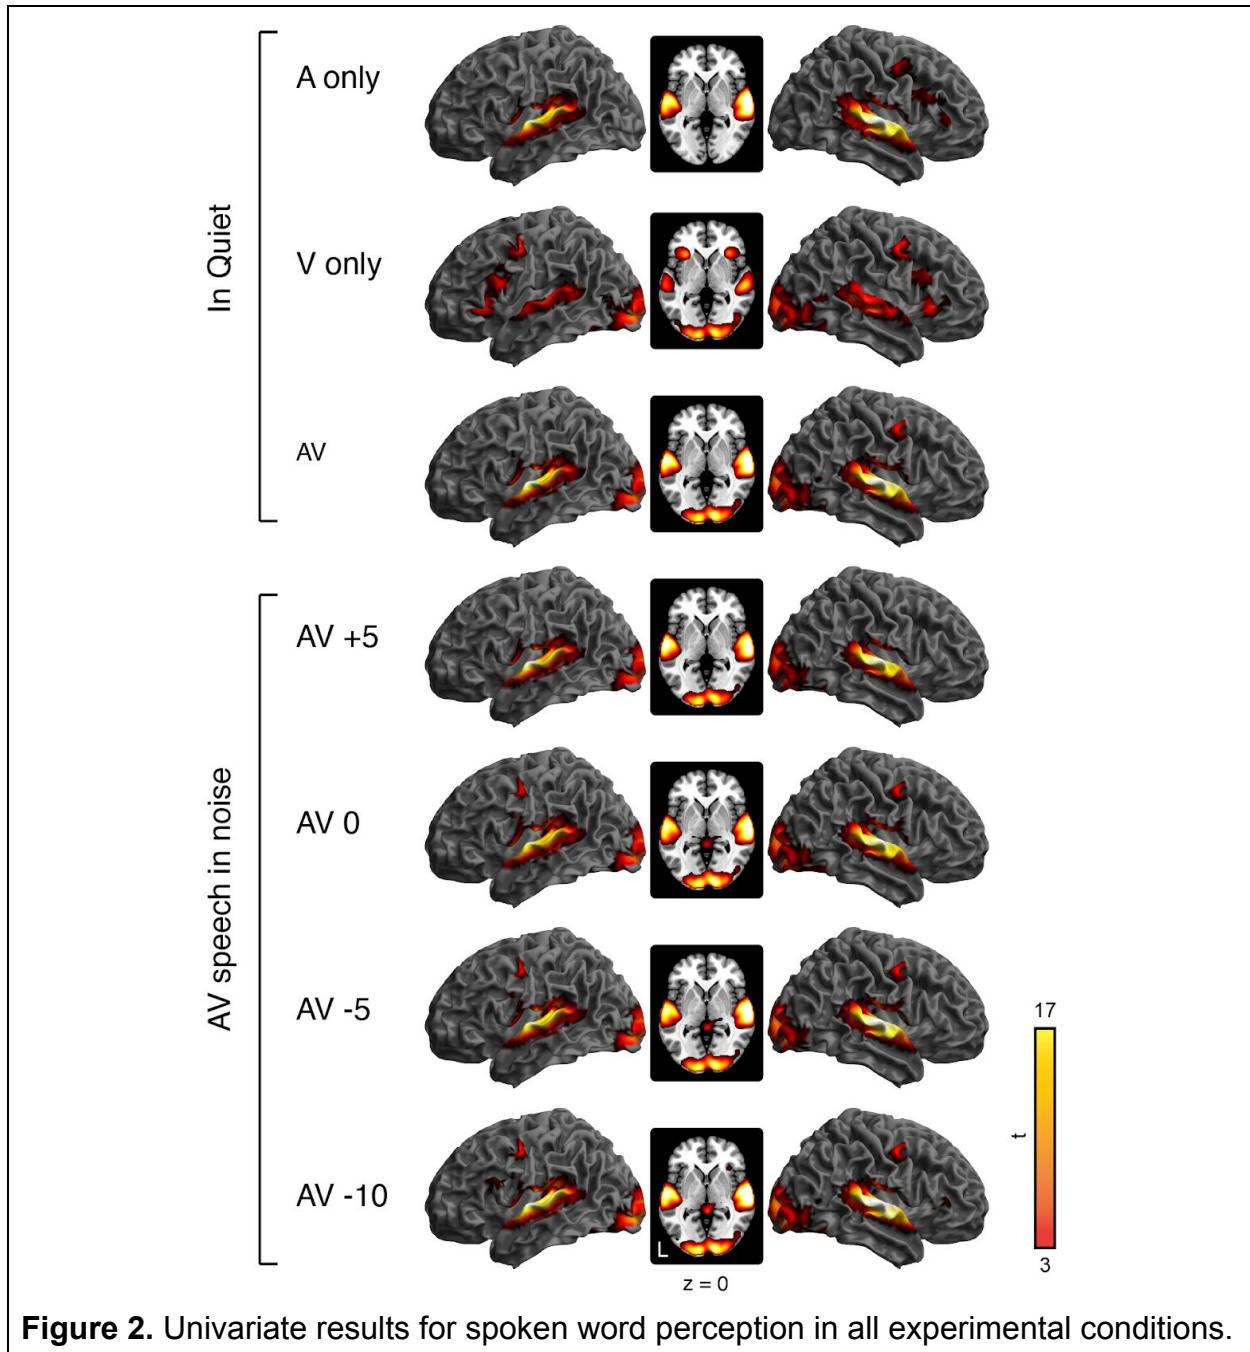 In Quiet
A only
V only
AV
AV speech in noise
AV +5
AV 0
AV -5
AV -10
L
z = 0
17
t
3
Figure 2. Univariate results for spoken word perception in all experimental conditions.